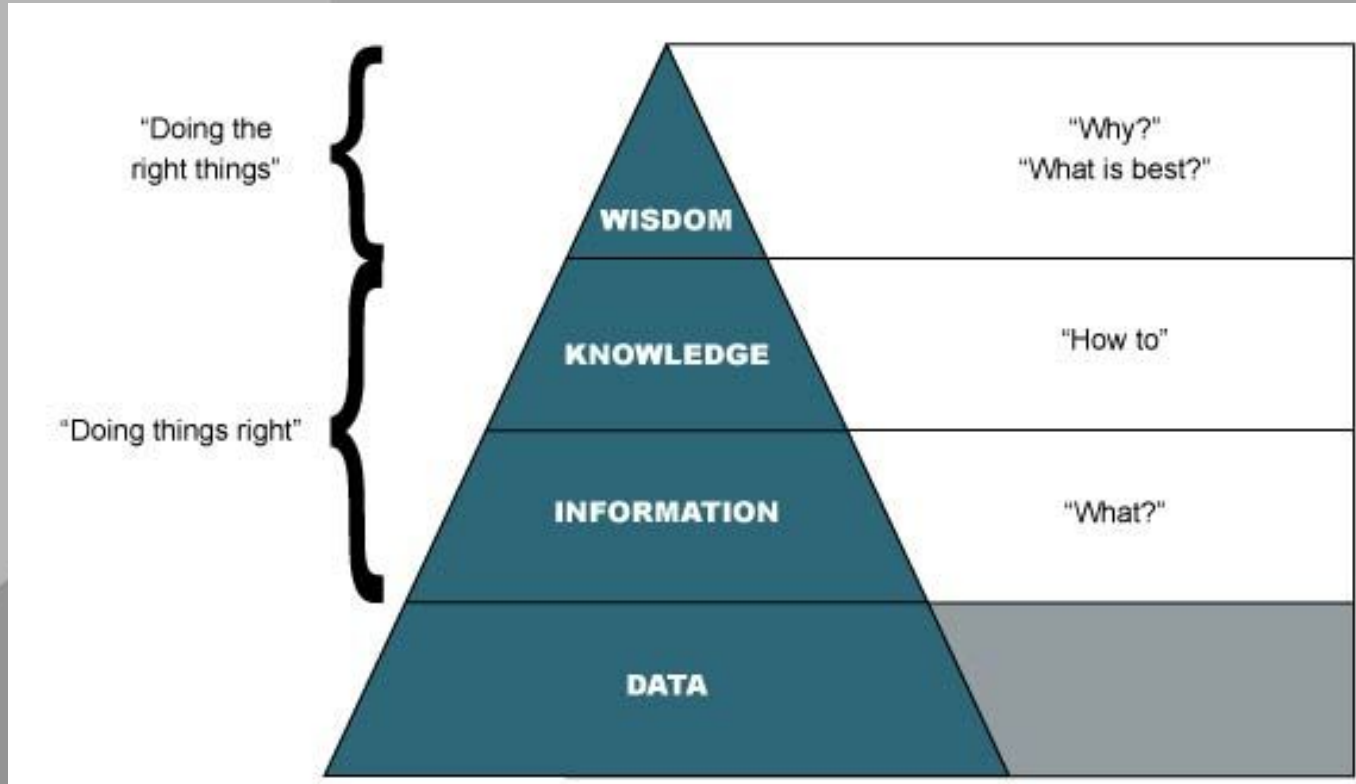 “Doing the
right things”
“Why?”
“What is best?”
WISDOM
KNOWLEDGE
“How to”
“Doing things right”
INFORMATION
“What?”
DATA